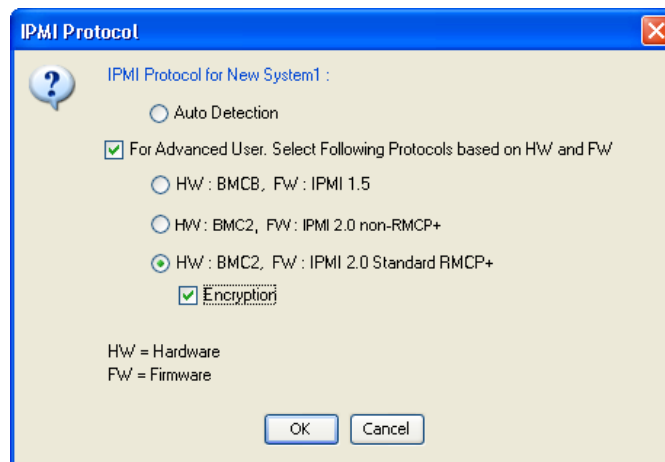 IPMI Protocol
IPMI Protocol for New System1 :
Auto Detection
For Advanced User. Select Following Protocols based on HW and FW
HW : BMCB, FW : IPMI 1.5
HW : BMC2, FW : IPMI 2.0 non-RMCP+
HW : BMC2, FW : IPMI 2.0 Standard RMCP+
Encryption
HW = Hardware
FW = Firmware
OK Cancel